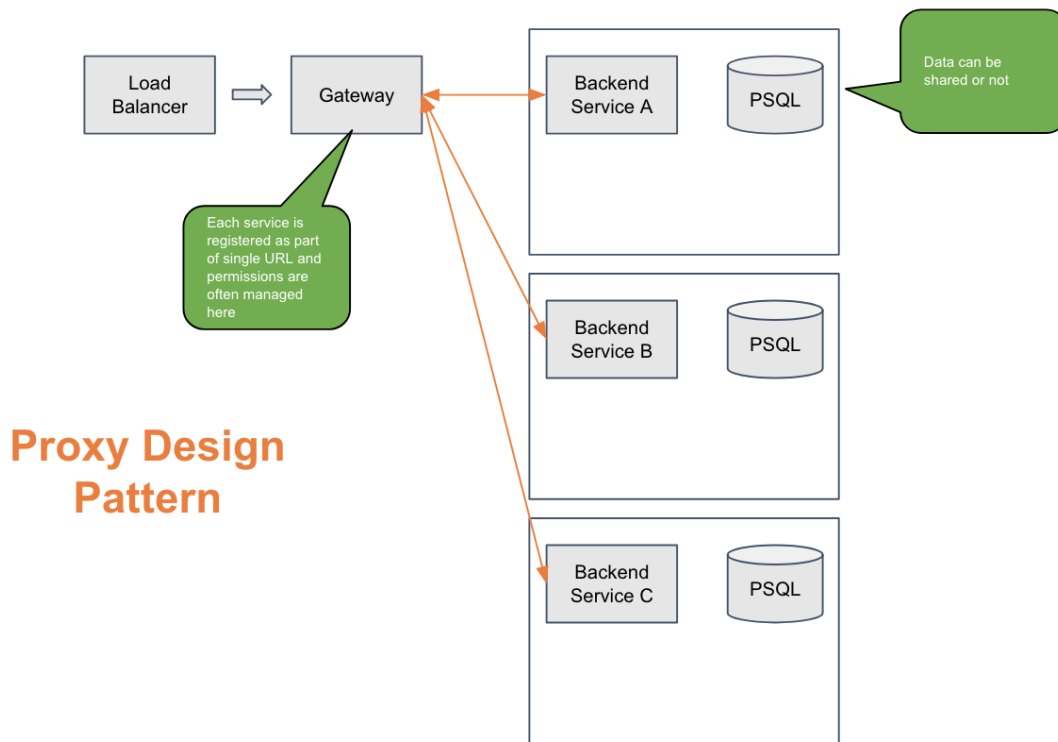 Load
Balancer
Gateway
Backend
Service A
PSQL
Data can be
shared or not
Each service is
registered as part
of single URL and
permissions are
often managed
here
Backend
Service B
PSQL
Proxy Design
Pattern
Backend
Service C
PSQL